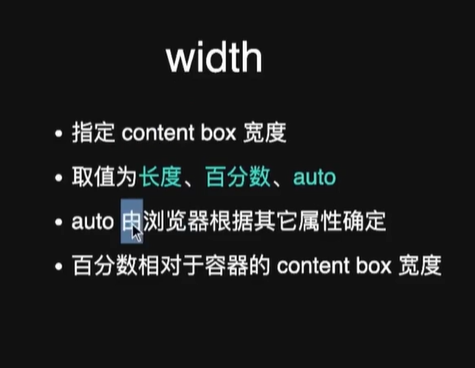 width
• 指定 content box 宽度
• 取值为长度、百分数、auto
• auto 由浏览器根据其它属性确定
• 百分数相对于容器的 content box 宽度